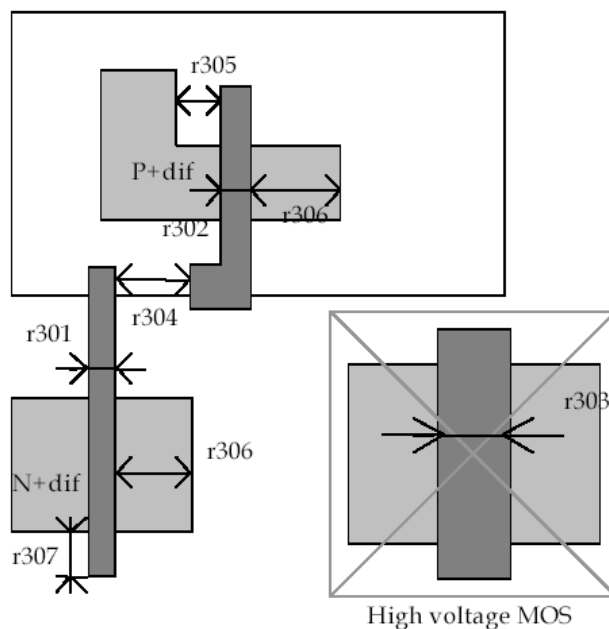 r305
P+dif
r302
r306
r304
r301
r303
r306
N+dif
r307
High voltage MOS